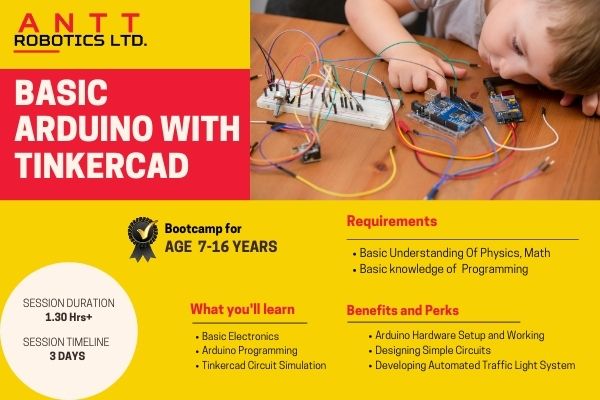 ANTT
ROBOTICS LTD.
BASIC
ARDUINO WITH
TINKERCAD
Bootcamp for
AGE 7-16 YEARS
Requirements
• Basic Understanding Of Physics, Math
• Basic knowledge of Programming
SESSION DURATION
1.30 Hrs+
SESSION TIMELINE
3 DAYS
What you'll learn
• Basic Electronics
• Arduino Programming
• Tinkercad Circuit Simulation
Benefits and Perks
• Arduino Hardware Setup and Working
• Designing Simple Circuits
• Developing Automated Traffic Light System